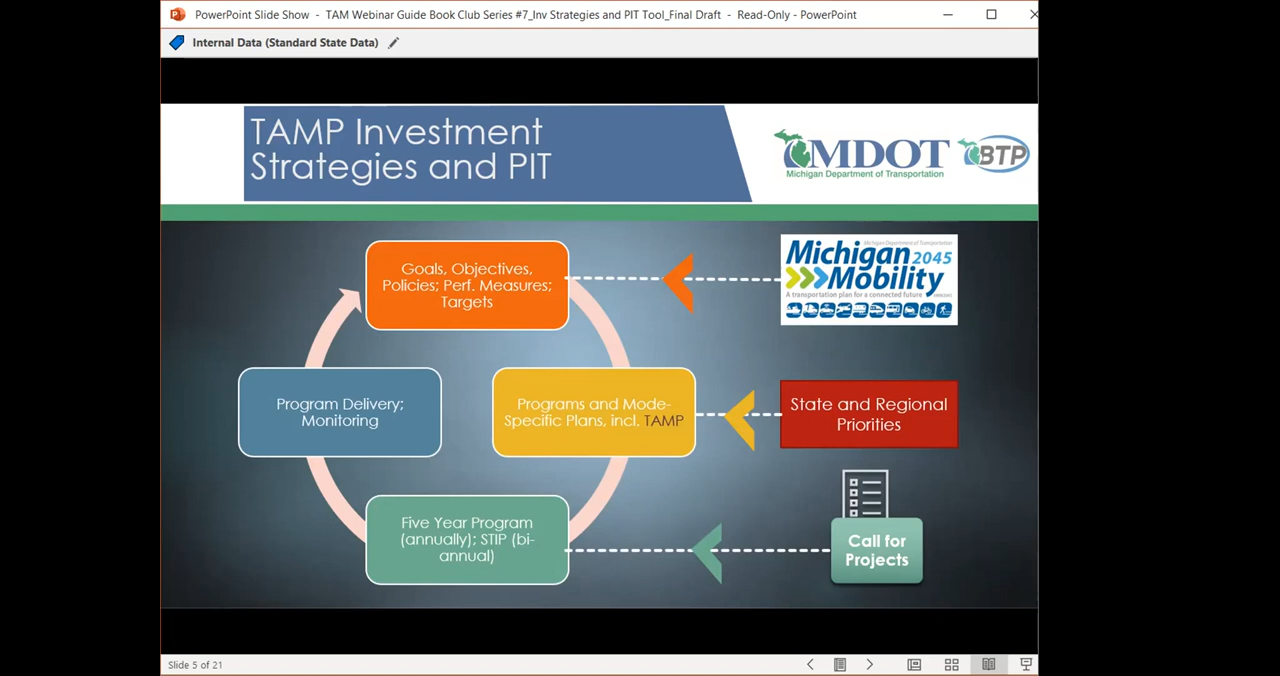 PowerPoint Slide Show - TAM Webinar Guide Book Club Series #7_Inv Strategies and PIT Tool_Final Draft - Read-Only - PowerPoint
Internal Data (Standard State Data)
TAMP Investment
Strategies and PIT
MDOT
Michigan Department of Transportation
BTP
Goals, Objectives,
Policies; Perf. Measures;
Targets
Michigan Department of Transportation
Michigan 2045
Mobility
A transportation plan for a connected future
Program Delivery;
Monitoring
Programs and Mode-
Specific Plans, incl. TAMP
State and Regional
Priorities
Five Year Program
(annually); STIP (bi-
annual)
Call for
Projects
Slide 5 of 21